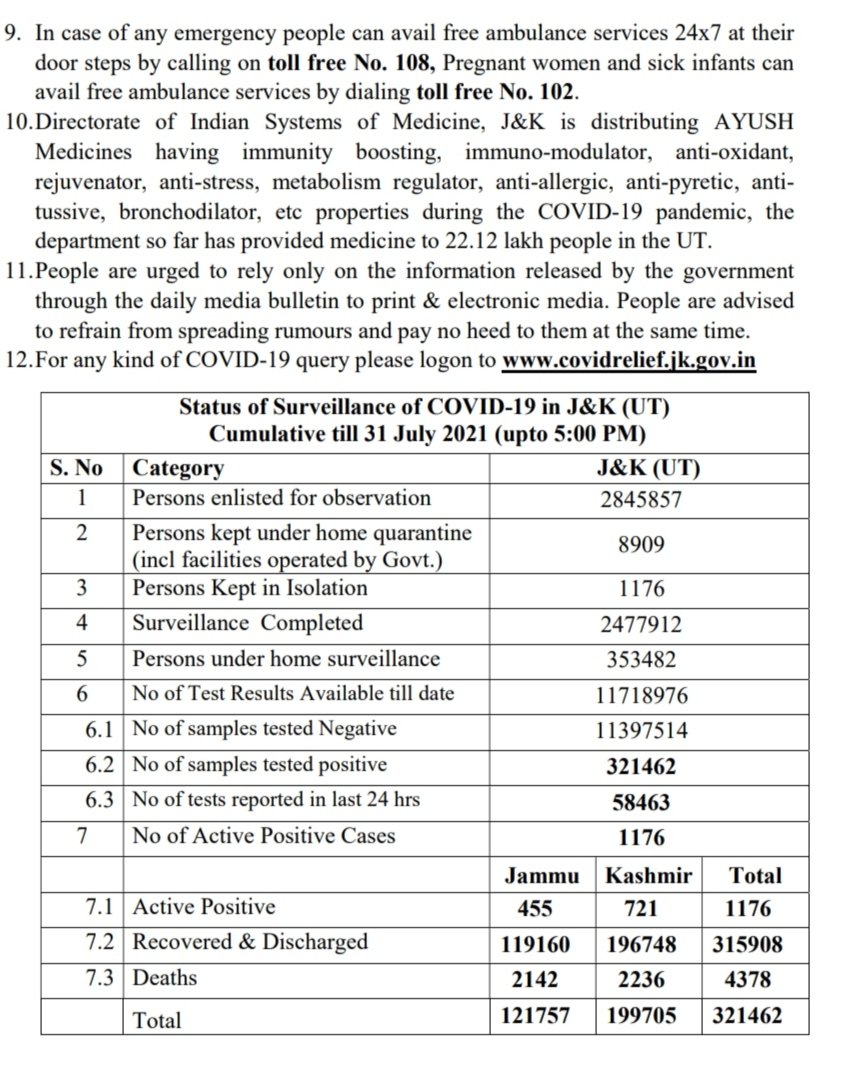 9. In case of any emergency people can avail free ambulance services 24x7 at their
door steps by calling on toll free No. 108, Pregnant women and sick infants can
avail free ambulance services by dialing toll free No. 102.
10.Directorate of Indian Systems of Medicine, J&K is distributing AYUSH
Medicines having immunity boosting, immuno-modulator, anti-oxidant,
rejuvenator, anti-stress, metabolism regulator, anti-allergic, anti-pyretic, anti-
tussive, bronchodilator, etc properties during the COVID-19 pandemic, the
department so far has provided medicine to 22.12 lakh people in the UT.
11.People are urged to rely only on the information released by the government
through the daily media bulletin to print & electronic media. People are advised
to refrain from spreading rumours and pay no heed to them at the same time.
12.For any kind of COVID-19 query please logon to www.covidrelief.jk.gov.in
Status of Surveillance of COVID-19 in J&K (UT)
Cumulative till 31 July 2021 (upto 5:00 PM)
S. No Category J&K (UT)
1 Persons enlisted for observation 2845857
2 Persons kept under home quarantine
(incl facilities operated by Govt.) 8909
3 Persons Kept in Isolation 1176
4 Surveillance Completed 2477912
5 Persons under home surveillance 353482
6 No of Test Results Available till date 11718976
6.1 No of samples tested Negative 11397514
6.2 No of samples tested positive 321462
6.3 No of tests reported in last 24 hrs 58463
7 No of Active Positive Cases 1176
Jammu Kashmir Total
7.1 Active Positive 455 721 1176
7.2 Recovered & Discharged 119160 196748 315908
7.3 Deaths 2142 2236 4378
Total 121757 199705 321462